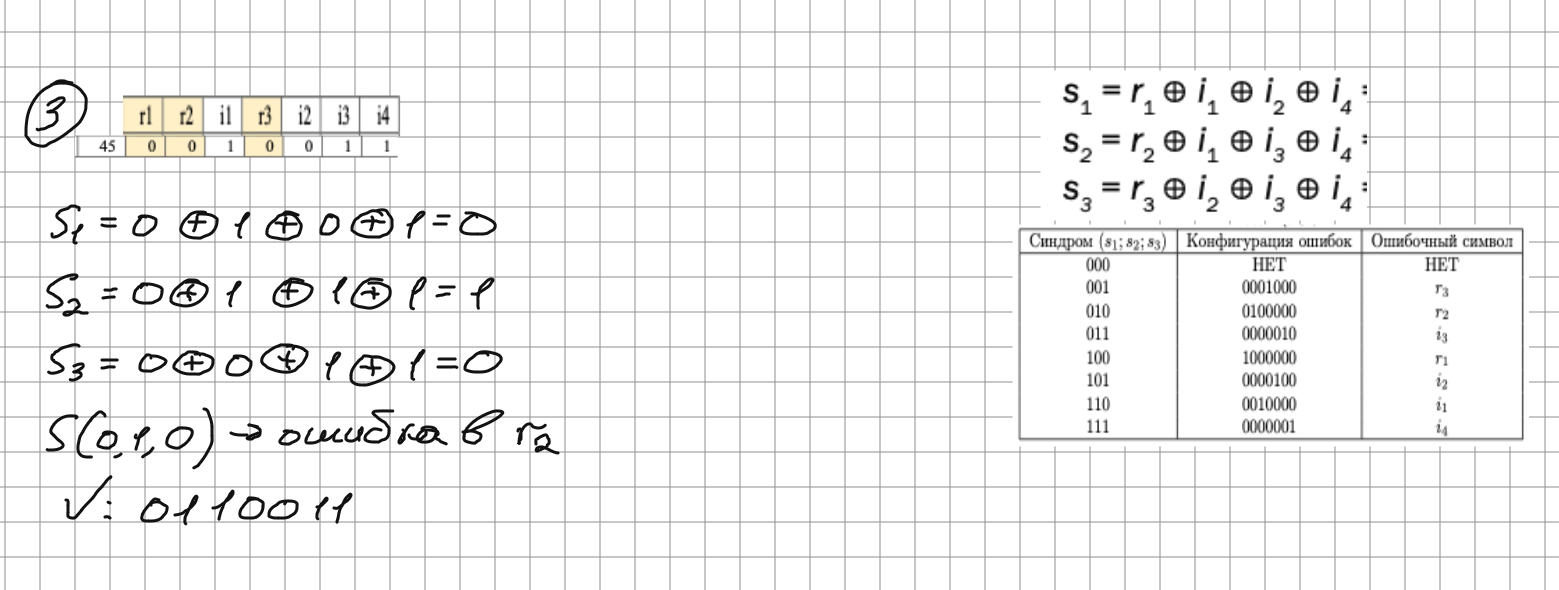 3
r1 r2 i1 r3 i2 i3 i4
45 0 0 1 0 0 1 1
S₁ = 0 ⊕ 1 ⊕ 0 ⊕ 1 = 0
S₂ = 0 ⊕ 1 ⊕ 1 ⊕ 1 = 1
S₃ = 0 ⊕ 0 ⊕ 1 ⊕ 1 = 0
S(0,1,0) → ошибка в r₂
✓: 0110011
s₁ = r₁ ⊕ i₁ ⊕ i₂ ⊕ i₄ =
s₂ = r₂ ⊕ i₁ ⊕ i₃ ⊕ i₄ =
s₃ = r₃ ⊕ i₂ ⊕ i₃ ⊕ i₄ =
Синдром (s₁; s₂; s₃) Конфигурация ошибок Ошибочный символ
000 НЕТ НЕТ
001 0001000 r₃
010 0100000 r₂
011 0000010 i₃
100 1000000 r₁
101 0000100 i₂
110 0010000 i₁
111 0000001 i₄